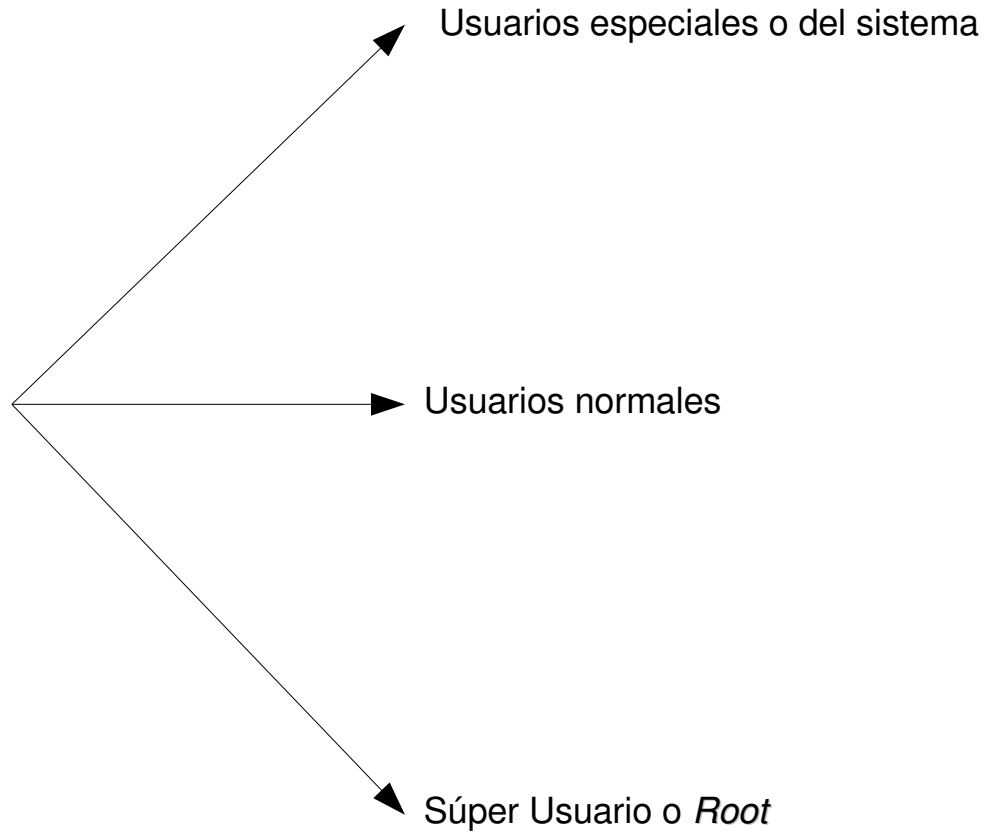 Usuarios especiales o del sistema
Usuarios normales
Súper Usuario o Root